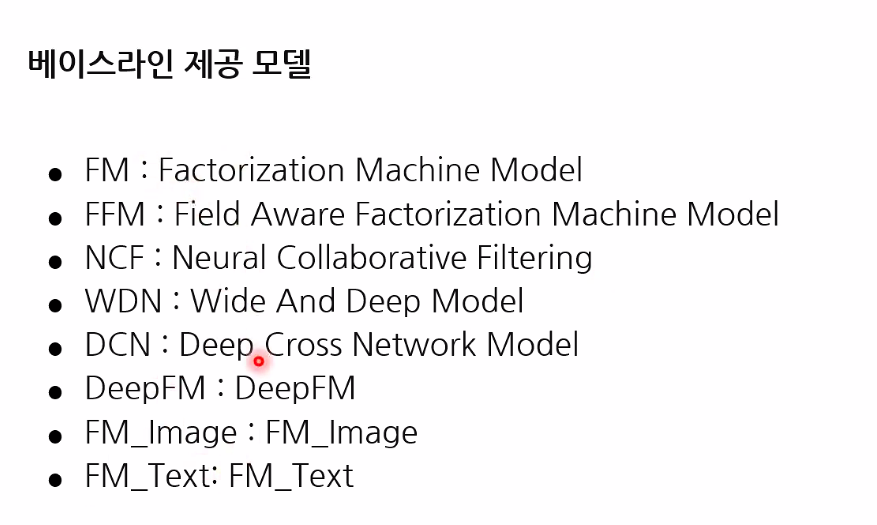 베이스라인 제공 모델
● FM : Factorization Machine Model
● FFM : Field Aware Factorization Machine Model
● NCF : Neural Collaborative Filtering
● WDN : Wide And Deep Model
● DCN : Deep Cross Network Model
● DeepFM : DeepFM
● FM_Image : FM_Image
● FM_Text: FM_Text